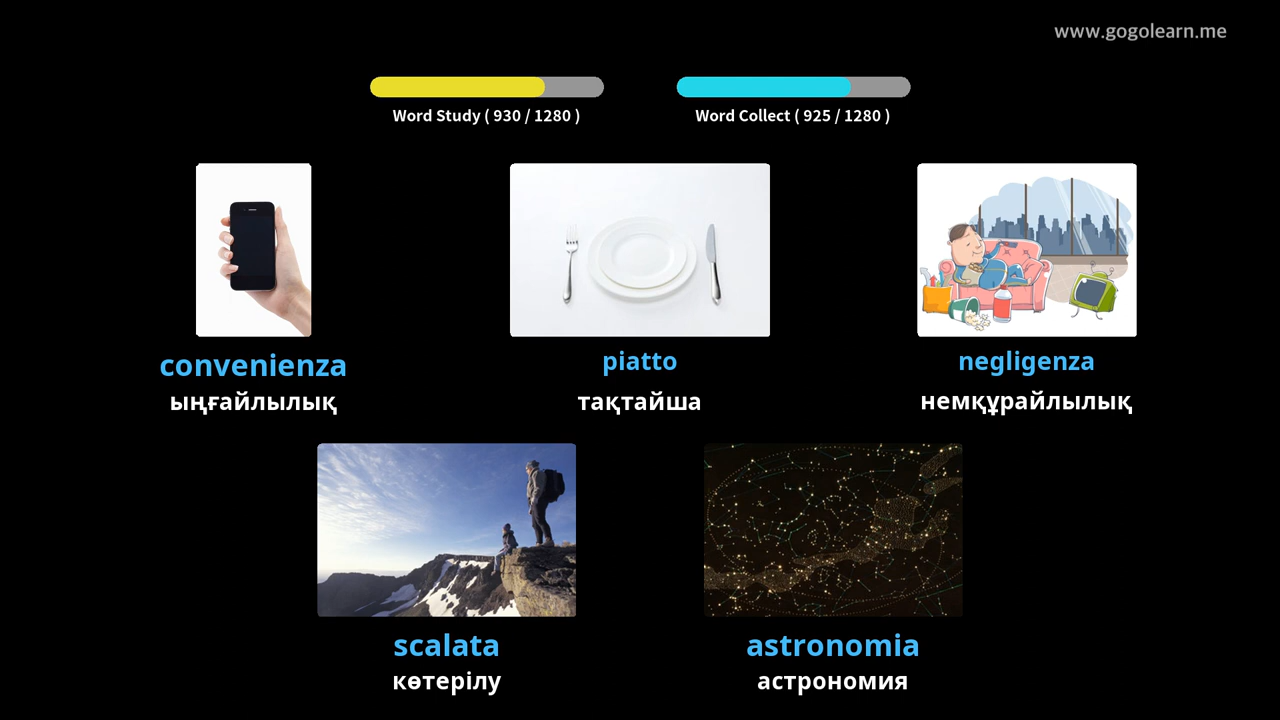 www.gogolearn.me
Word Study ( 930 / 1280 )
Word Collect ( 925 / 1280 )
convenienza
ыңғайлылық
piatto
тақтайша
negligenza
немқұрайлылық
scalata
көтерілу
astronomia
астрономия